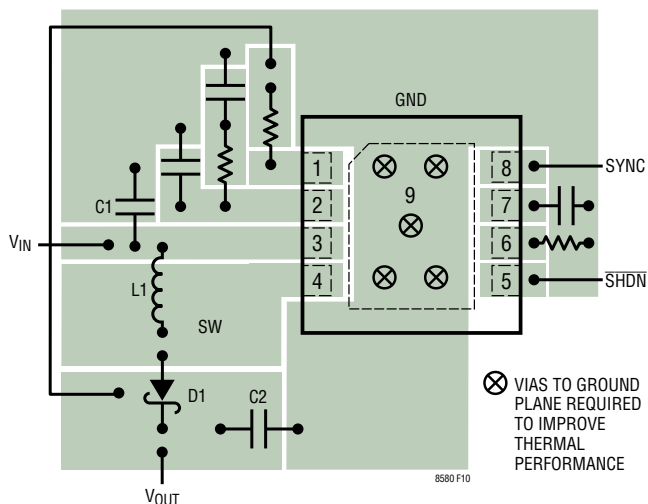 GND
1
8
SYNC
9
C1
2
7
VIN
3
6
L1
4
5
SHDN
SW
D1
C2
VIAS TO GROUND
PLANE REQUIRED
TO IMPROVE
THERMAL
PERFORMANCE
8580 F10
VOUT